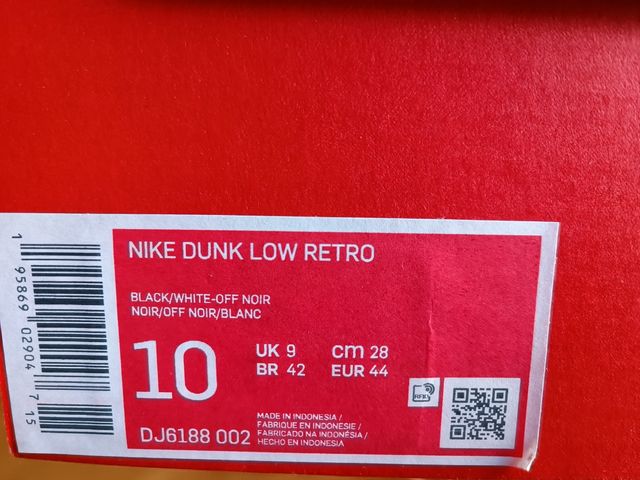 NIKE DUNK LOW RETRO
BLACK/WHITE-OFF NOIR
NOIR/OFF NOIR/BLANC
10
UK 9 cm 28
BR 42 EUR 44
DJ6188 002
MADE IN INDONESIA /
FABRIQUE EN INDONESIE /
FABRICADO NA INDONÉSIA /
HECHO EN INDONESIA
RFID
1 95869 02904 715